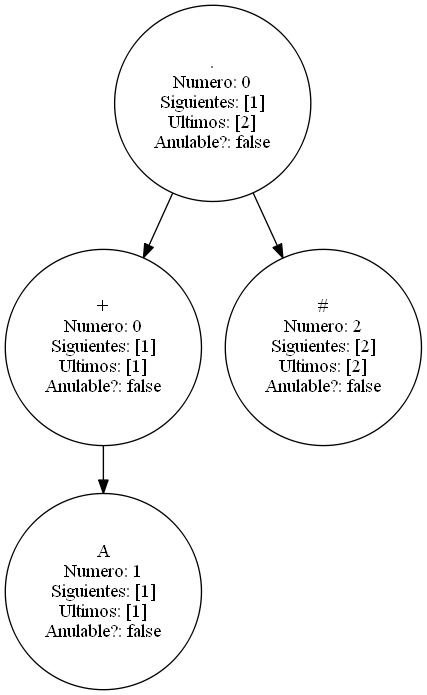 .
Numero: 0
Siguientes: [1]
Ultimos: [2]
Anulable?: false
+
Numero: 0
Siguientes: [1]
Ultimos: [1]
Anulable?: false
#
Numero: 2
Siguientes: [2]
Ultimos: [2]
Anulable?: false
A
Numero: 1
Siguientes: [1]
Ultimos: [1]
Anulable?: false